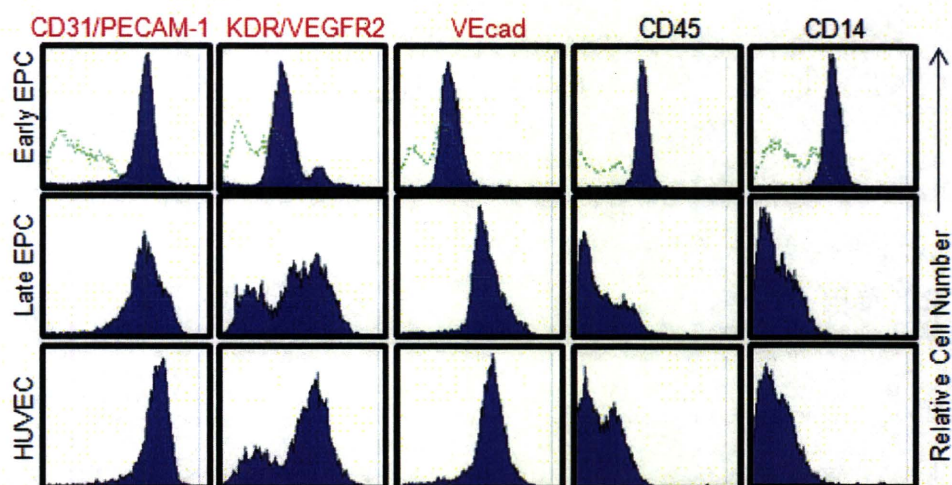 CD31/PECAM-1 KDR/VEGFR2 VEcad CD45 CD14
Early EPC
Late EPC
HUVEC
Relative Cell Number